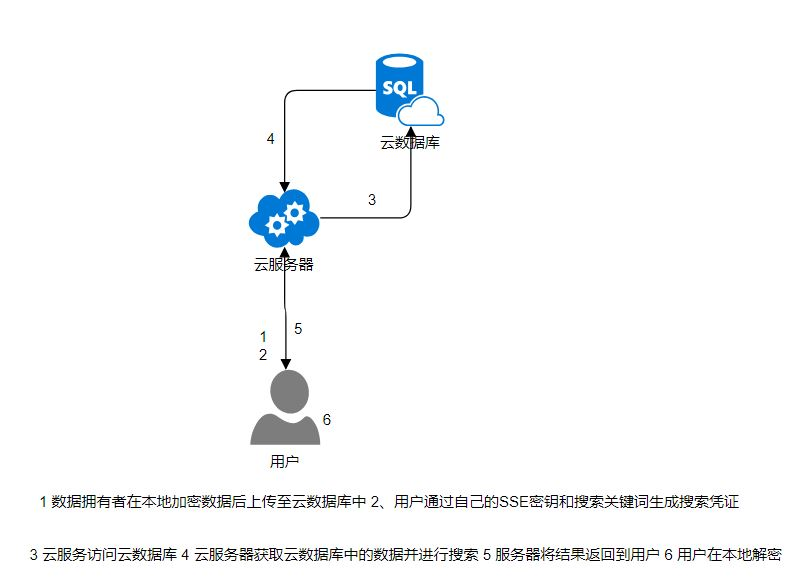 SQL
云数据库
4
3
云服务器
5
1
2
6
用户
1 数据拥有者在本地加密数据后上传至云数据库中 2、用户通过自己的SSE密钥和搜索关键词生成搜索凭证
3 云服务访问云数据库 4 云服务器获取云数据库中的数据并进行搜索 5 服务器将结果返回到用户 6 用户在本地解密